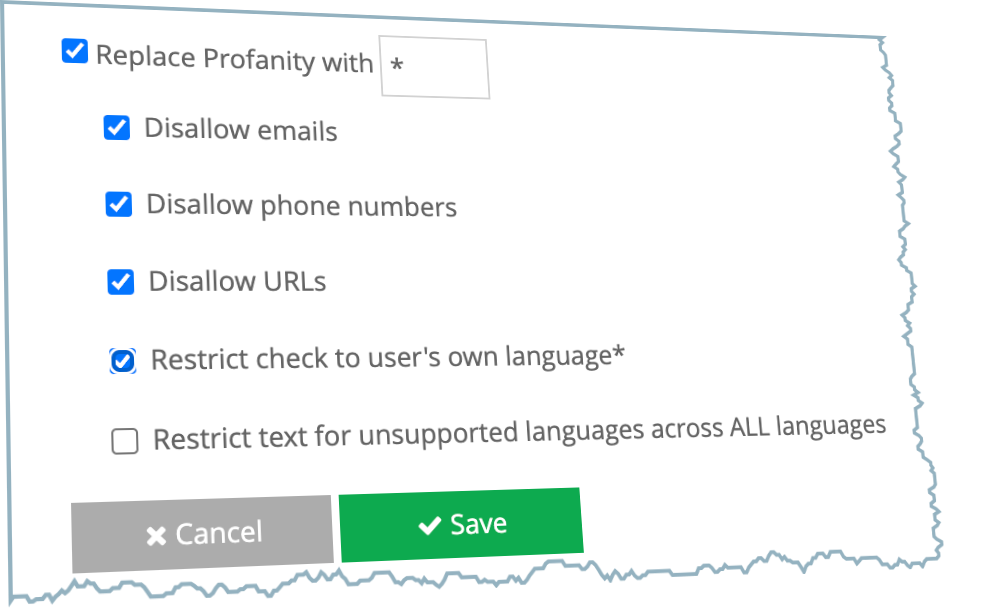 Replace Profanity with *
Disallow emails
Disallow phone numbers
Disallow URLs
Restrict check to user's own language*
Restrict text for unsupported languages across ALL languages
Cancel Save